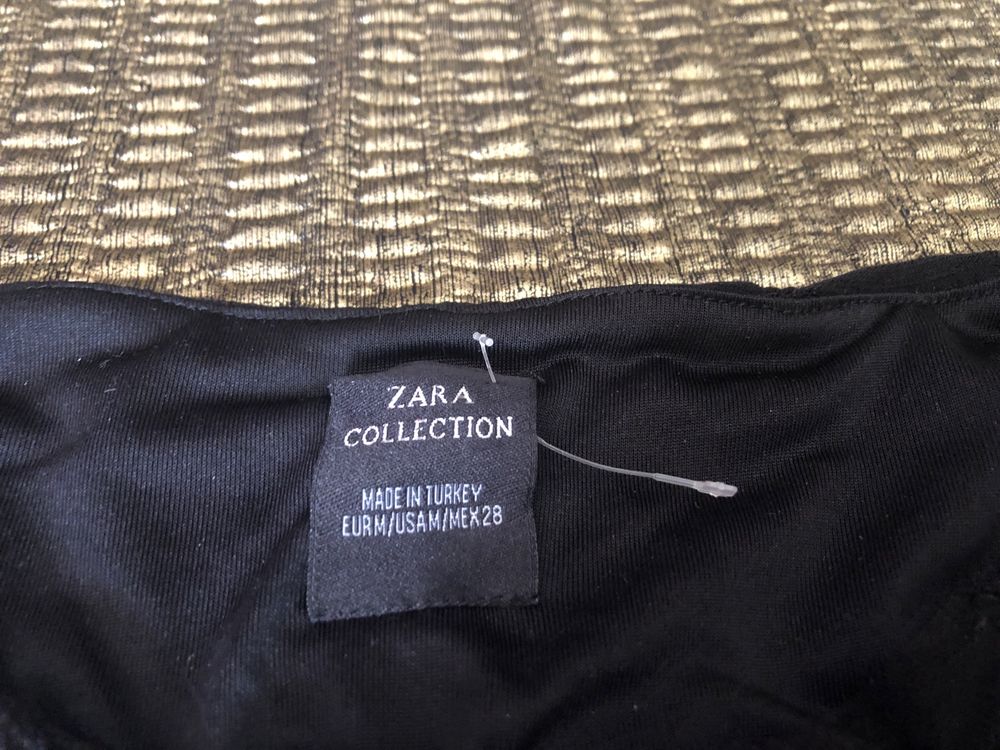 ZARA
COLLECTION
MADE IN TURKEY
EUR M/USA M/MEX 28